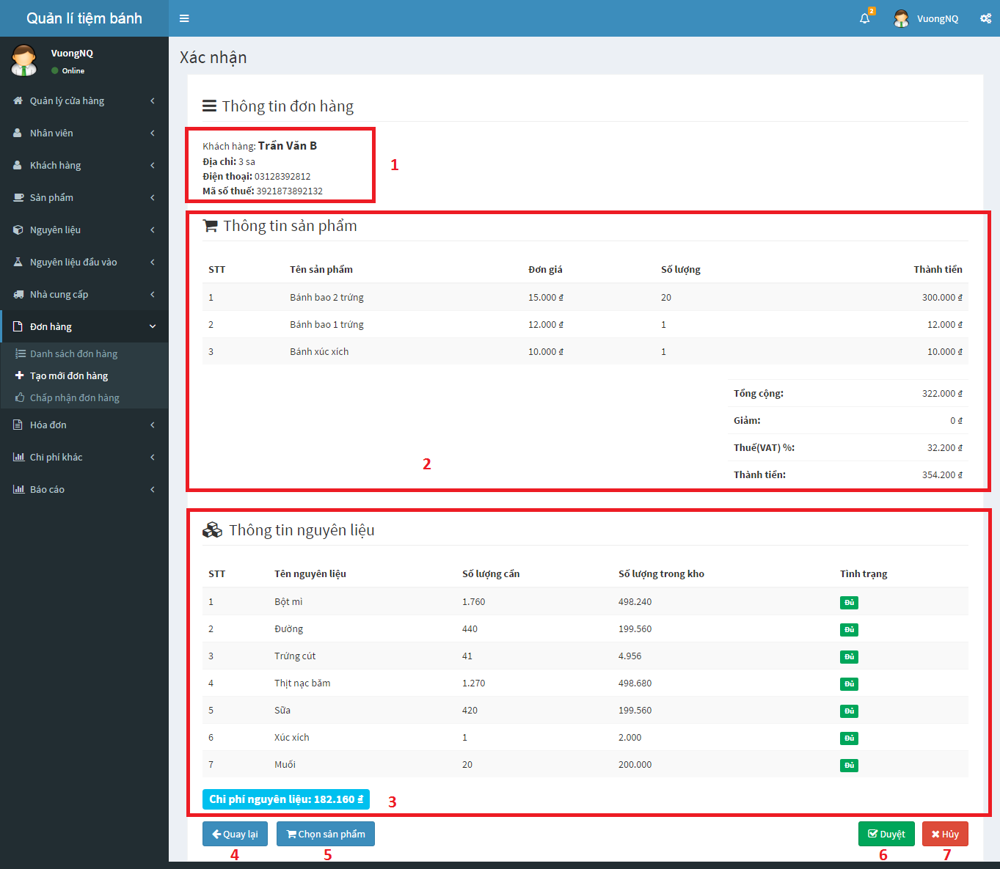 Quản lí tiệm bánh
2
VuongNQ
VuongNQ
Online
Quản lý cửa hàng
Nhân viên
Khách hàng
Sản phẩm
Nguyên liệu
Nguyên liệu đầu vào
Nhà cung cấp
Đơn hàng
Danh sách đơn hàng
Tạo mới đơn hàng
Chấp nhận đơn hàng
Hóa đơn
Chi phí khác
Báo cáo
Xác nhận
Thông tin đơn hàng
Khách hàng: Trần Văn B
Địa chỉ: 3 sa
Điện thoại: 03128392812
Mã số thuế: 3921873892132
1
Thông tin sản phẩm
STT Tên sản phẩm Đơn giá Số lượng Thành tiền
1 Bánh bao 2 trứng 15.000 ₫ 20 300.000 ₫
2 Bánh bao 1 trứng 12.000 ₫ 1 12.000 ₫
3 Bánh xúc xích 10.000 ₫ 1 10.000 ₫
Tổng cộng: 322.000 ₫
Giảm: 0 ₫
Thuế(VAT) %: 32.200 ₫
Thành tiền: 354.200 ₫
2
Thông tin nguyên liệu
STT Tên nguyên liệu Số lượng cần Số lượng trong kho Tình trạng
1 Bột mì 1.760 498.240 Đủ
2 Đường 440 199.560 Đủ
3 Trứng cút 41 4.956 Đủ
4 Thịt nạc băm 1.270 498.680 Đủ
5 Sữa 420 199.560 Đủ
6 Xúc xích 1 2.000 Đủ
7 Muối 20 200.000 Đủ
Chi phí nguyên liệu: 182.160 ₫
3
Quay lại Chọn sản phẩm Duyệt Hủy
4 5 6 7